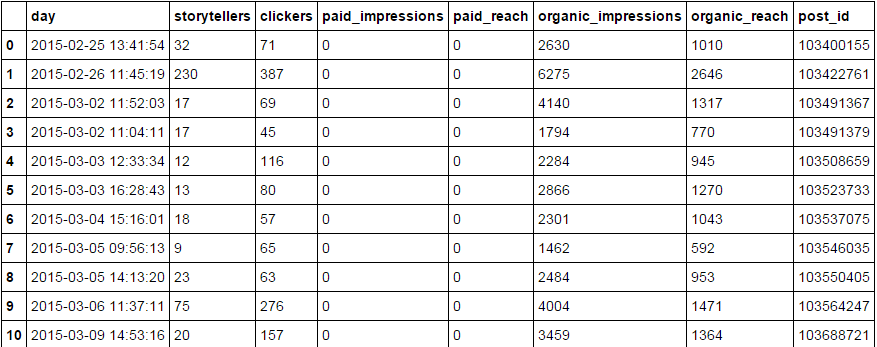 day storytellers clickers paid_impressions paid_reach organic_impressions organic_reach post_id
0 2015-02-25 13:41:54 32 71 0 0 2630 1010 103400155
1 2015-02-26 11:45:19 230 387 0 0 6275 2646 103422761
2 2015-03-02 11:52:03 17 69 0 0 4140 1317 103491367
3 2015-03-02 11:04:11 17 45 0 0 1794 770 103491379
4 2015-03-03 12:33:34 12 116 0 0 2284 945 103508659
5 2015-03-03 16:28:43 13 80 0 0 2866 1270 103523733
6 2015-03-04 15:16:01 18 57 0 0 2301 1043 103537075
7 2015-03-05 09:56:13 9 65 0 0 1462 592 103546035
8 2015-03-05 14:13:20 23 63 0 0 2484 953 103550405
9 2015-03-06 11:37:11 75 276 0 0 4004 1471 103564247
10 2015-03-09 14:53:16 20 157 0 0 3459 1364 103688721